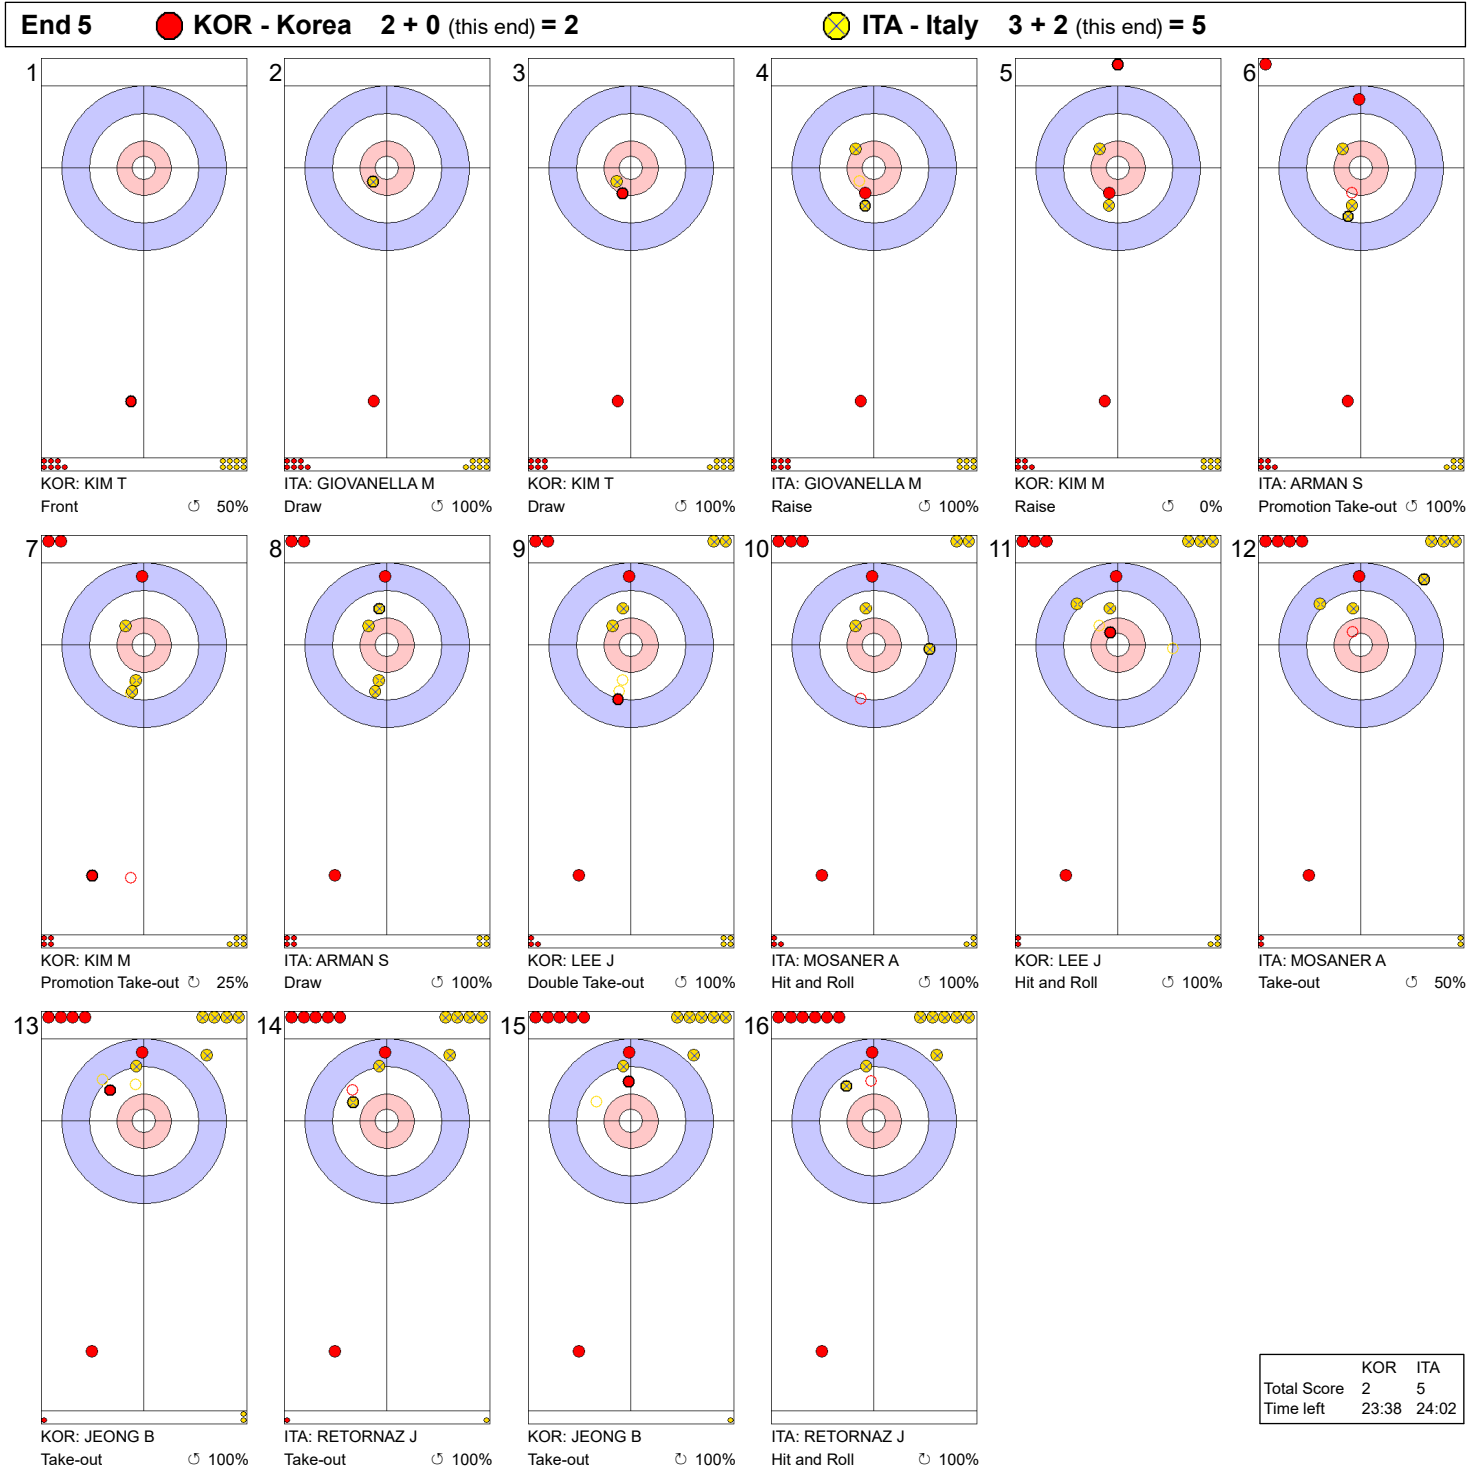 End 5 KOR - Korea 2 + 0 (this end) = 2 ITA - Italy 3 + 2 (this end) = 5
1 2 3 4 5 6
KOR: KIM T ITA: GIOVANELLA M KOR: KIM T ITA: GIOVANELLA M KOR: KIM M ITA: ARMAN S
Front ↺ 50% Draw ↺ 100% Draw ↺ 100% Raise ↺ 100% Raise ↺ 0% Promotion Take-out ↺ 100%
7 8 9 10 11 12
KOR: KIM M ITA: ARMAN S KOR: LEE J ITA: MOSANER A KOR: LEE J ITA: MOSANER A
Promotion Take-out ↻ 25% Draw ↺ 100% Double Take-out ↺ 100% Hit and Roll ↺ 100% Hit and Roll ↺ 100% Take-out ↺ 50%
13 14 15 16
KOR: JEONG B ITA: RETORNAZ J KOR: JEONG B ITA: RETORNAZ J
Take-out ↻ 100% Take-out ↻ 100% Take-out ↻ 100% Hit and Roll ↻ 100%
KOR ITA
Total Score 2 5
Time left 23:38 24:02